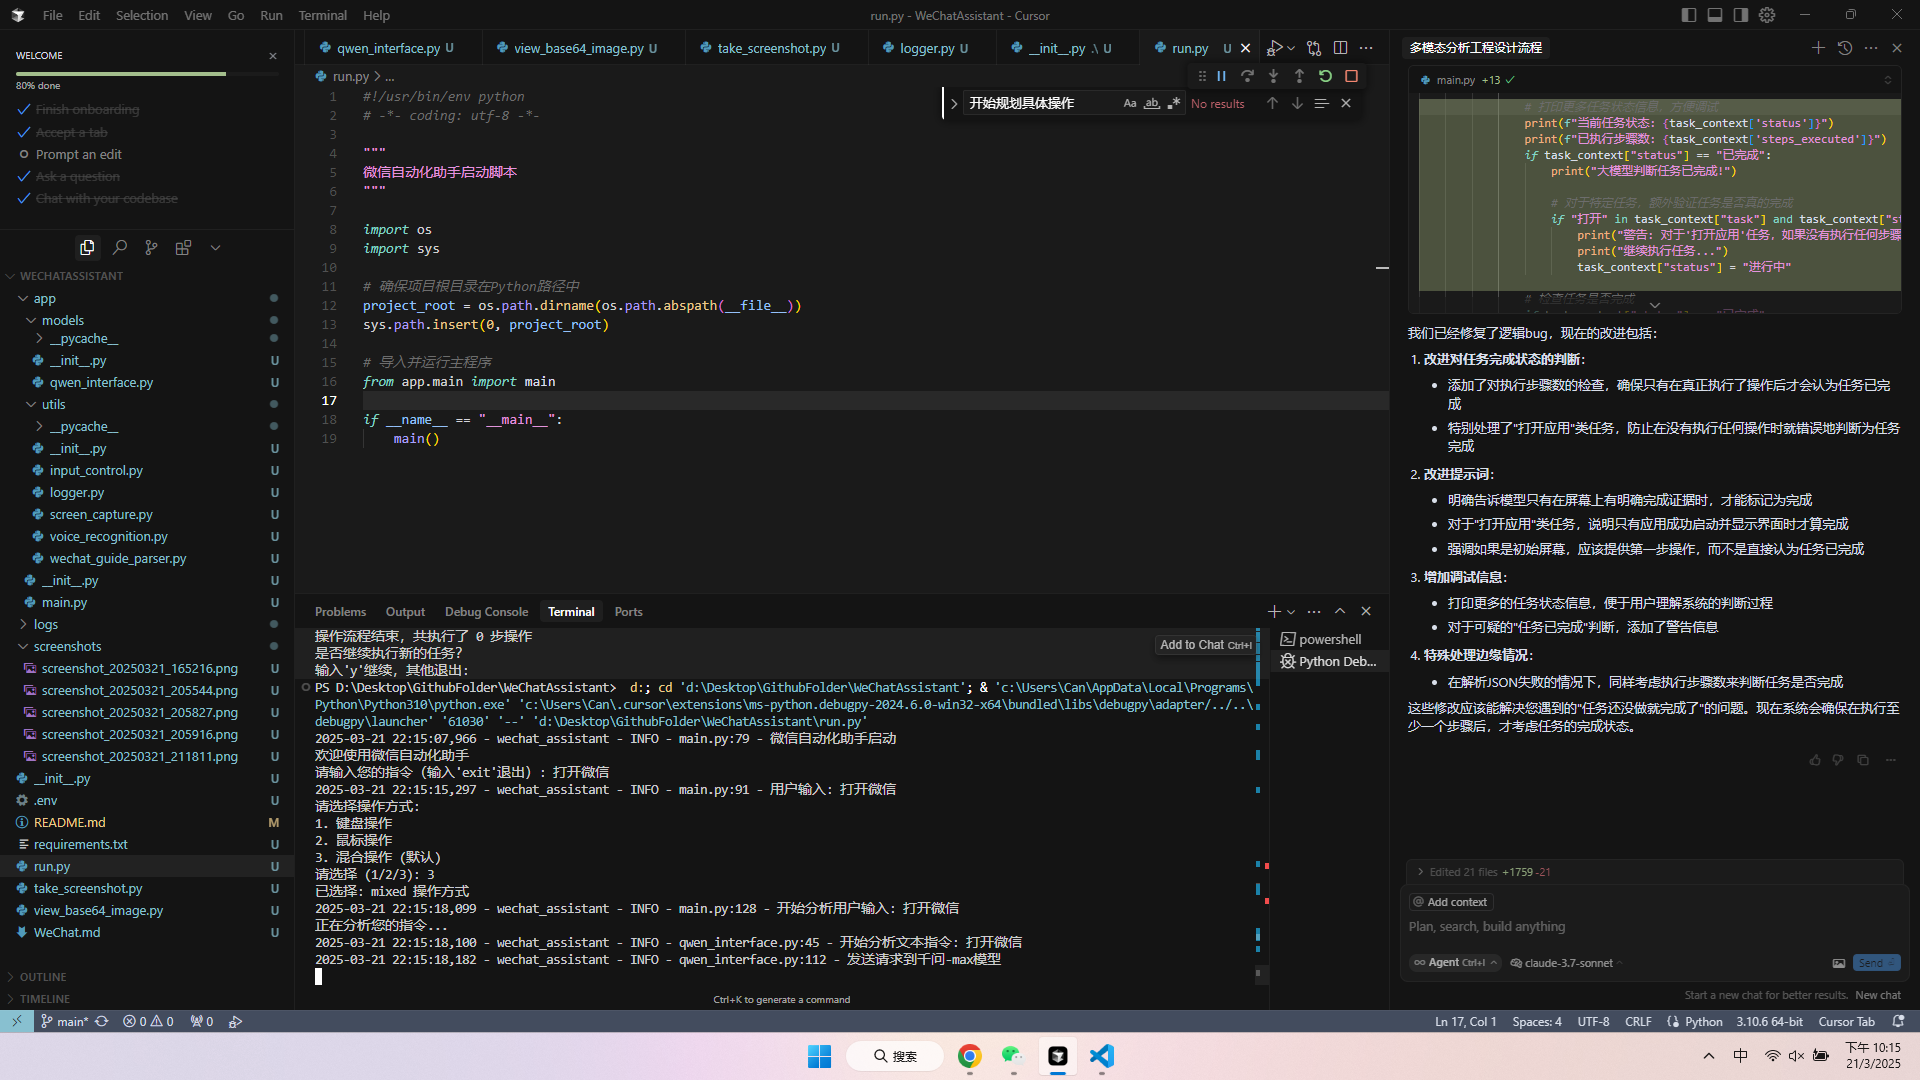 File Edit Selection View Go Run Terminal Help
run.py - WeChatAssistant - Cursor
WELCOME
80% done
Finish onboarding
Accept a tab
Prompt an edit
Ask a question
Chat with your codebase
WECHATASSISTANT
app
models
__pycache__
__init__.py U
qwen_interface.py U
utils
__pycache__
__init__.py U
input_control.py U
logger.py U
screen_capture.py U
voice_recognition.py U
wechat_guide_parser.py U
__init__.py U
main.py U
logs
screenshots
screenshot_20250321_165216.png U
screenshot_20250321_205544.png U
screenshot_20250321_205827.png U
screenshot_20250321_205916.png U
screenshot_20250321_211811.png U
__init__.py U
.env U
README.md M
requirements.txt U
run.py U
take_screenshot.py U
view_base64_image.py U
WeChat.md U
OUTLINE
TIMELINE
qwen_interface.py U view_base64_image.py U take_screenshot.py U logger.py U __init__.py .\ U run.py U
run.py > ...
开始规划具体操作 Aa ab .* No results
1 #!/usr/bin/env python
2 # -*- coding: utf-8 -*-
3
4 """
5 微信自动化助手启动脚本
6 """
7
8 import os
9 import sys
10
11 # 确保项目根目录在Python路径中
12 project_root = os.path.dirname(os.path.abspath(__file__))
13 sys.path.insert(0, project_root)
14
15 # 导入并运行主程序
16 from app.main import main
17
18 if __name__ == "__main__":
19 main()
Problems Output Debug Console Terminal Ports
操作流程结束，共执行了 0 步操作
是否继续执行新的任务?
输入'y'继续，其他退出:
Add to Chat Ctrl+I
powershell
Python Deb...
PS D:\Desktop\GithubFolder\WeChatAssistant> d:; cd 'd:\Desktop\GithubFolder\WeChatAssistant'; & 'c:\Users\Can\AppData\Local\Programs\
Python\Python310\python.exe' 'c:\Users\Can\.cursor\extensions\ms-python.debugpy-2024.6.0-win32-x64\bundled\libs\debugpy\adapter/../..\
debugpy\launcher' '61030' '--' 'd:\Desktop\GithubFolder\WeChatAssistant\run.py'
2025-03-21 22:15:07,966 - wechat_assistant - INFO - main.py:79 - 微信自动化助手启动
欢迎使用微信自动化助手
请输入您的指令（输入'exit'退出）: 打开微信
2025-03-21 22:15:15,297 - wechat_assistant - INFO - main.py:91 - 用户输入: 打开微信
请选择操作方式:
1. 键盘操作
2. 鼠标操作
3. 混合操作（默认）
请选择 (1/2/3): 3
已选择: mixed 操作方式
2025-03-21 22:15:18,099 - wechat_assistant - INFO - main.py:128 - 开始分析用户输入: 打开微信
正在分析您的指令...
2025-03-21 22:15:18,100 - wechat_assistant - INFO - qwen_interface.py:45 - 开始分析文本指令: 打开微信
2025-03-21 22:15:18,182 - wechat_assistant - INFO - qwen_interface.py:112 - 发送请求到千问-max模型
Ctrl+K to generate a command
多模态分析工程设计流程
main.py +13
# 打印更多任务状态信息，方便调试
print(f"当前任务状态: {task_context['status']}")
print(f"已执行步骤数: {task_context['steps_executed']}")
if task_context["status"] == "已完成":
print("大模型判断任务已完成!")
# 对于特定任务，额外验证任务是否真的完成
if "打开" in task_context["task"] and task_context["st
print("警告: 对于'打开应用'任务，如果没有执行任何步骤
print("继续执行任务...")
task_context["status"] = "进行中"
# 检查任务是否完成
我们已经修复了逻辑bug，现在的改进包括：
1. 改进对任务完成状态的判断：
• 添加了对执行步骤数的检查，确保只有在真正执行了操作后才会认为任务已完
成
• 特别处理了"打开应用"类任务，防止在没有执行任何操作时就错误地判断为任务
完成
2. 改进提示词：
• 明确告诉模型只有在屏幕上有明确完成证据时，才能标记为完成
• 对于"打开应用"类任务，说明只有应用成功启动并显示界面时才算完成
• 强调如果是初始屏幕，应该提供第一步操作，而不是直接认为任务已完成
3. 增加调试信息：
• 打印更多的任务状态信息，便于用户理解系统的判断过程
• 对于可疑的"任务已完成"判断，添加了警告信息
4. 特殊处理边缘情况：
• 在解析JSON失败的情况下，同样考虑执行步骤数来判断任务是否完成
这些修改应该能解决您遇到的"任务还没做就完成了"的问题。现在系统会确保在执行至
少一个步骤后，才考虑任务的完成状态。
Edited 21 files +1759 -21
@ Add context
Plan, search, build anything
Agent Ctrl+I claude-3.7-sonnet Send
Start a new chat for better results. New chat
main* 0 0 0
Ln 17, Col 1 Spaces: 4 UTF-8 CRLF Python 3.10.6 64-bit Cursor Tab
搜索
中
下午 10:15
21/3/2025